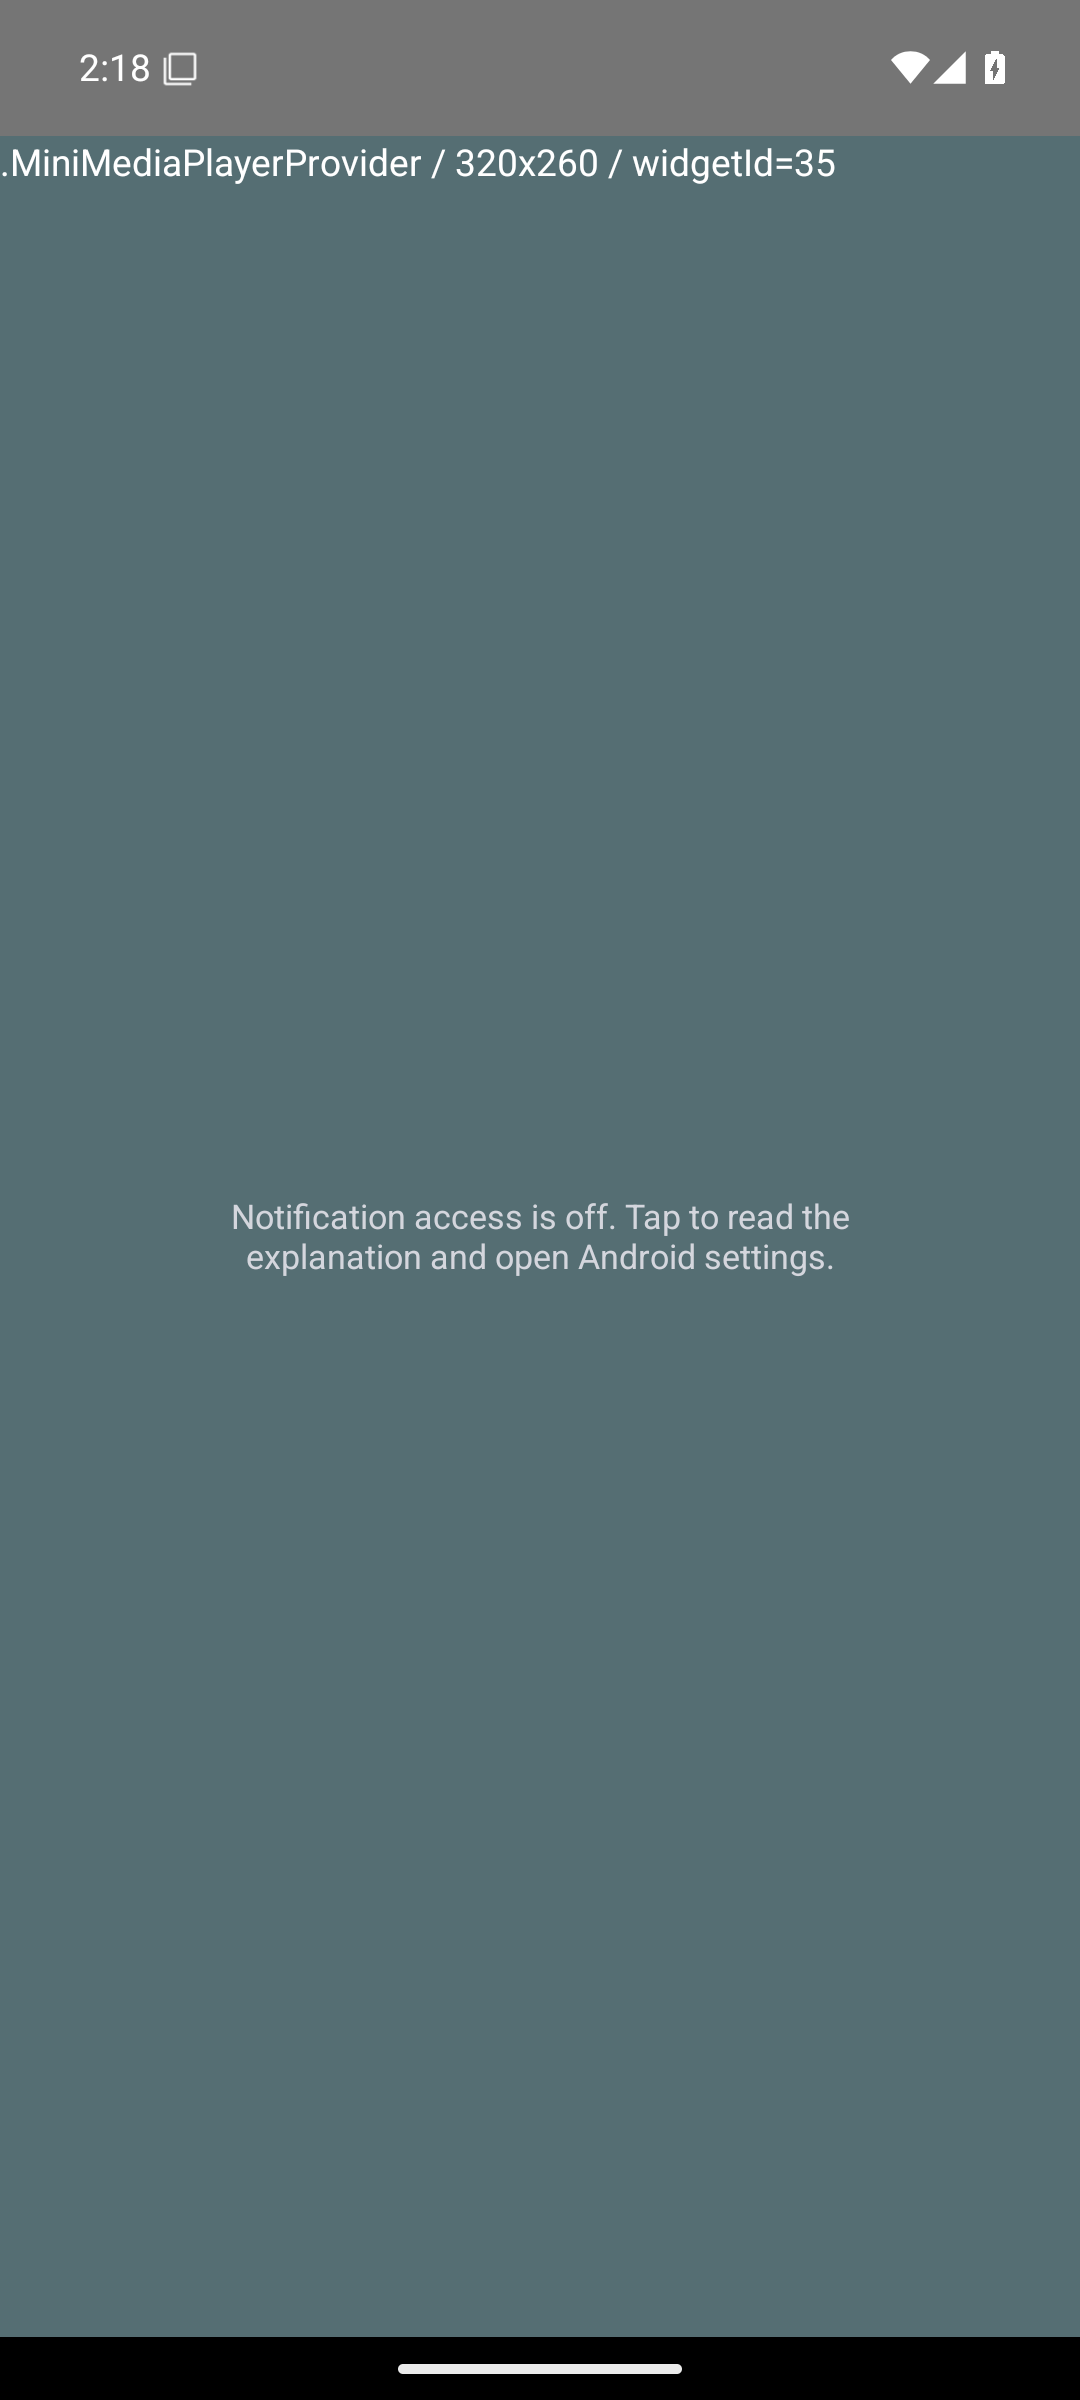 2:18
.MiniMediaPlayerProvider / 320x260 / widgetId=35
Notification access is off. Tap to read the
explanation and open Android settings.